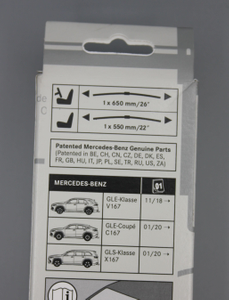 1 x 650 mm/26"
1 x 550 mm/22"
Patented Mercedes-Benz Genuine Parts
(Patented in BE, CH, CN, CZ, DE, DK, ES,
FR, GB, HU, IT, JP, PL, SE, TR, RU, US, ZA)
MERCEDES-BENZ 01
GLE-Klasse 11/18 →
V167
GLE-Coupé 01/20 →
C167
GLS-Klasse 01/20 →
X167